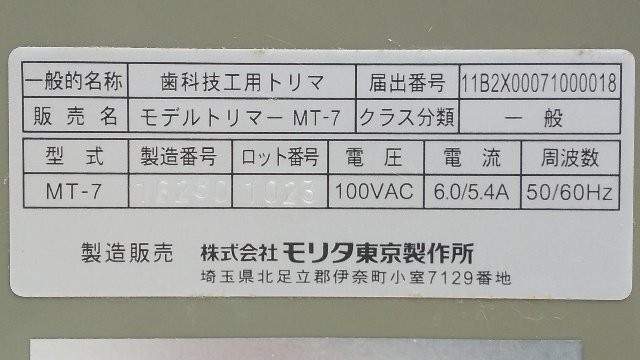 一般的名称 歯科技工用トリマ 届出番号 11B2X00071000018
販売名 モデルトリマー MT-7 クラス分類 一般
型式 製造番号 ロット番号 電圧 電流 周波数
MT-7 16290 1023 100VAC 6.0/5.4A 50/60Hz
製造販売 株式会社 モリタ東京製作所
埼玉県北足立郡伊奈町小室7129番地